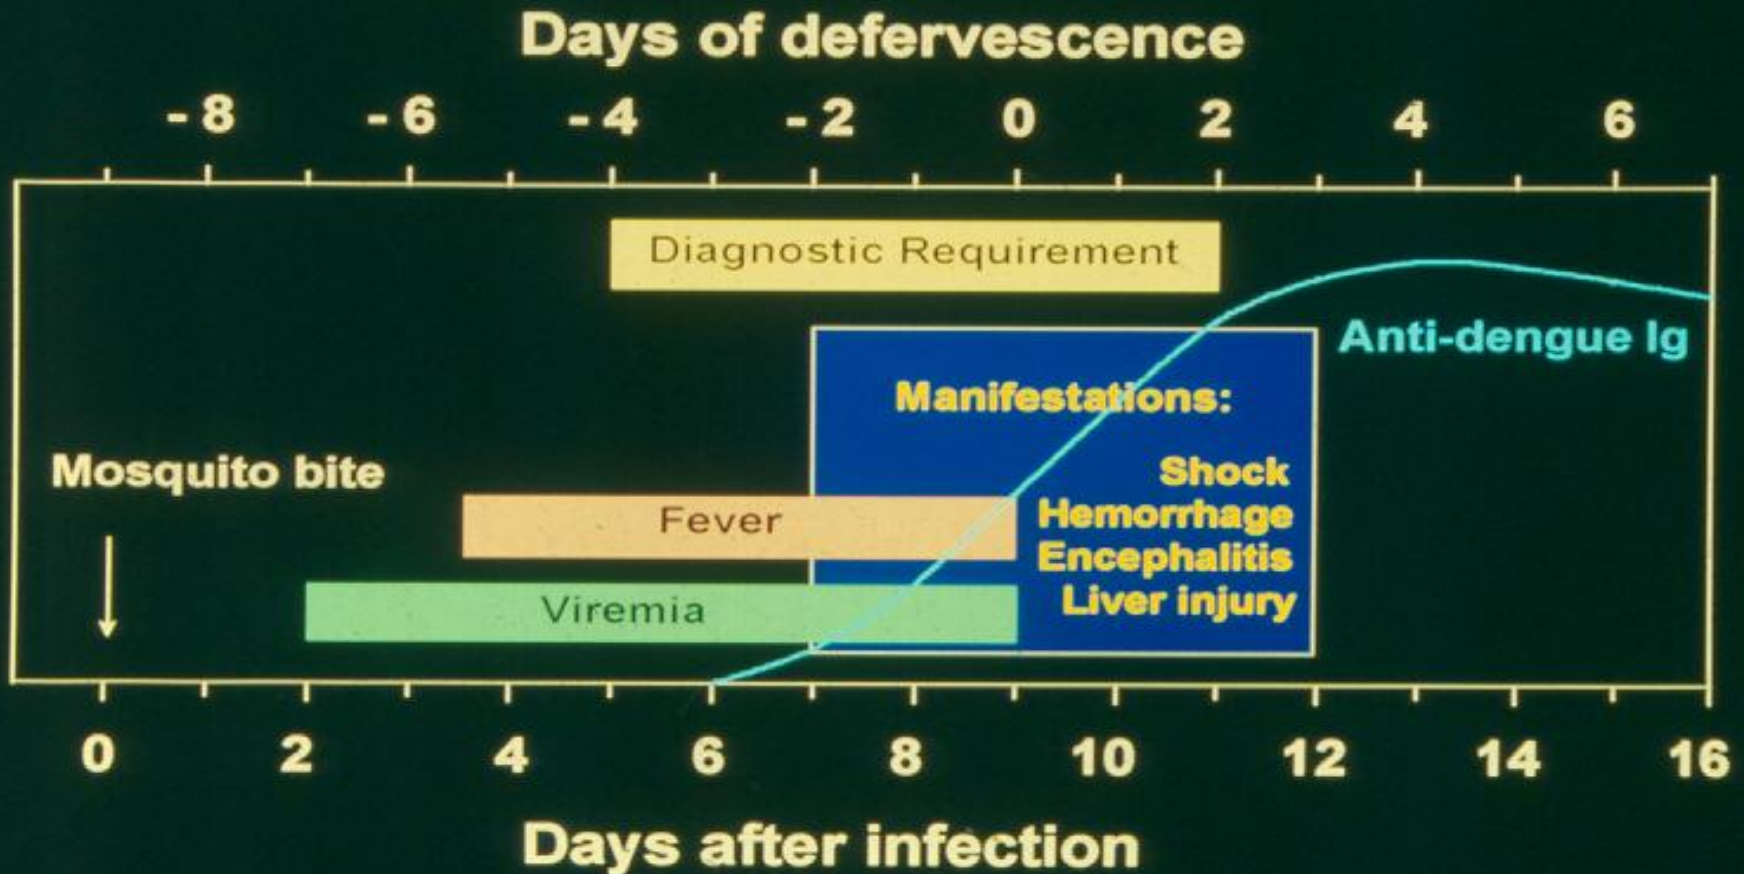 Days of defervescence
- 8 - 6 - 4 - 2 0 2 4 6
Diagnostic Requirement
Anti-dengue Ig
Manifestations:
Mosquito bite
Shock
Fever
Hemorrhage
Encephalitis
Viremia
Liver injury
0 2 4 6 8 10 12 14 16
Days after infection